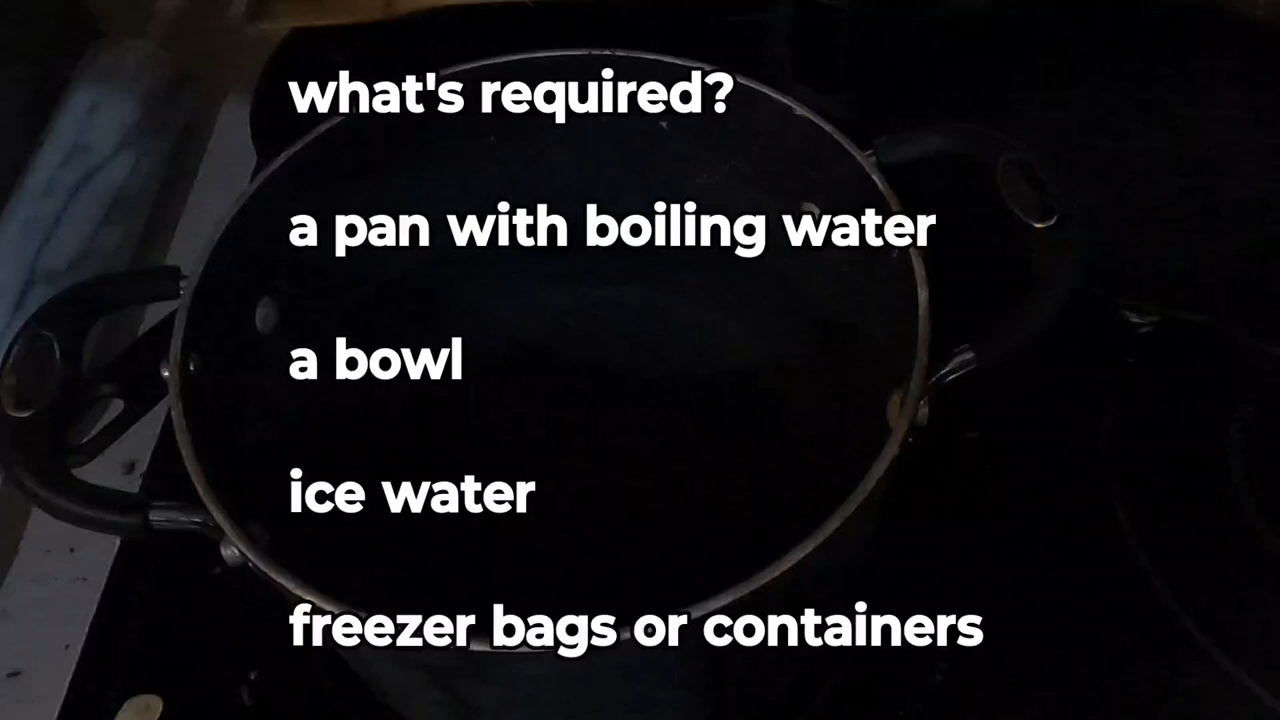 what's required?
a pan with boiling water
a bowl
ice water
freezer bags or containers